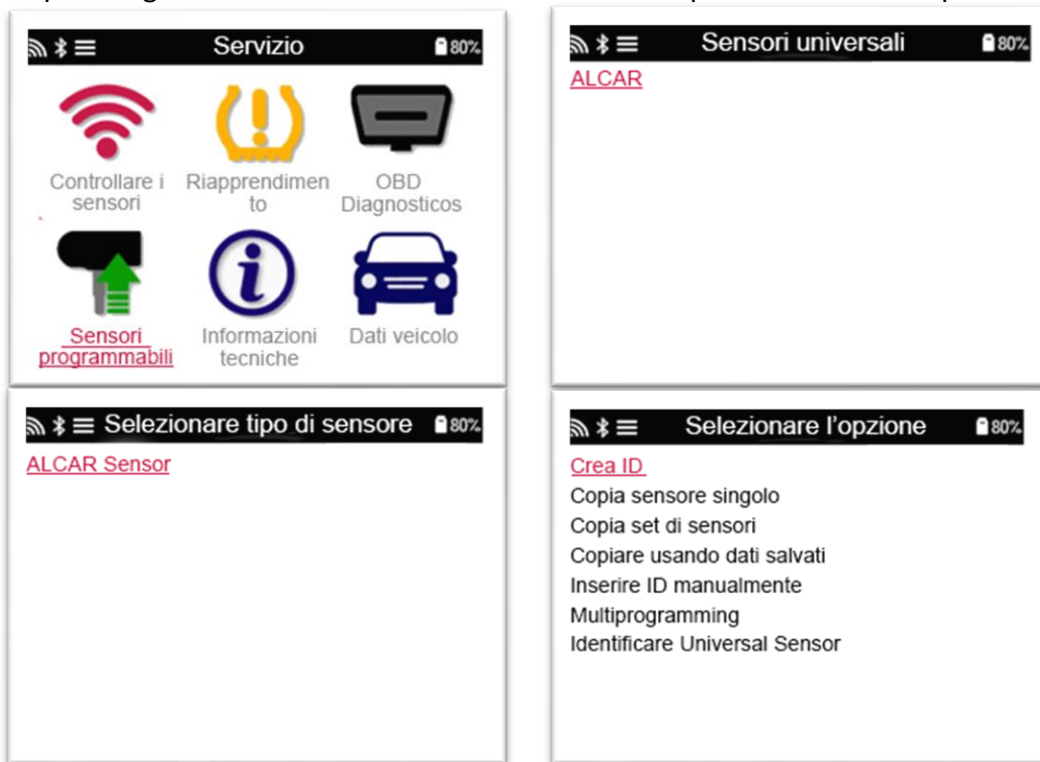 Servizio 80%
Controllare i sensori
Riapprendimen
to
OBD
Diagnosticos
Sensori
programmabili
Informazioni
tecniche
Dati veicolo
Sensori universali 80%
ALCAR
Selezionare tipo di sensore 80%
ALCAR Sensor
Selezionare l'opzione 80%
Crea ID
Copia sensore singolo
Copia set di sensori
Copiare usando dati salvati
Inserire ID manualmente
Multiprogramming
Identificare Universal Sensor